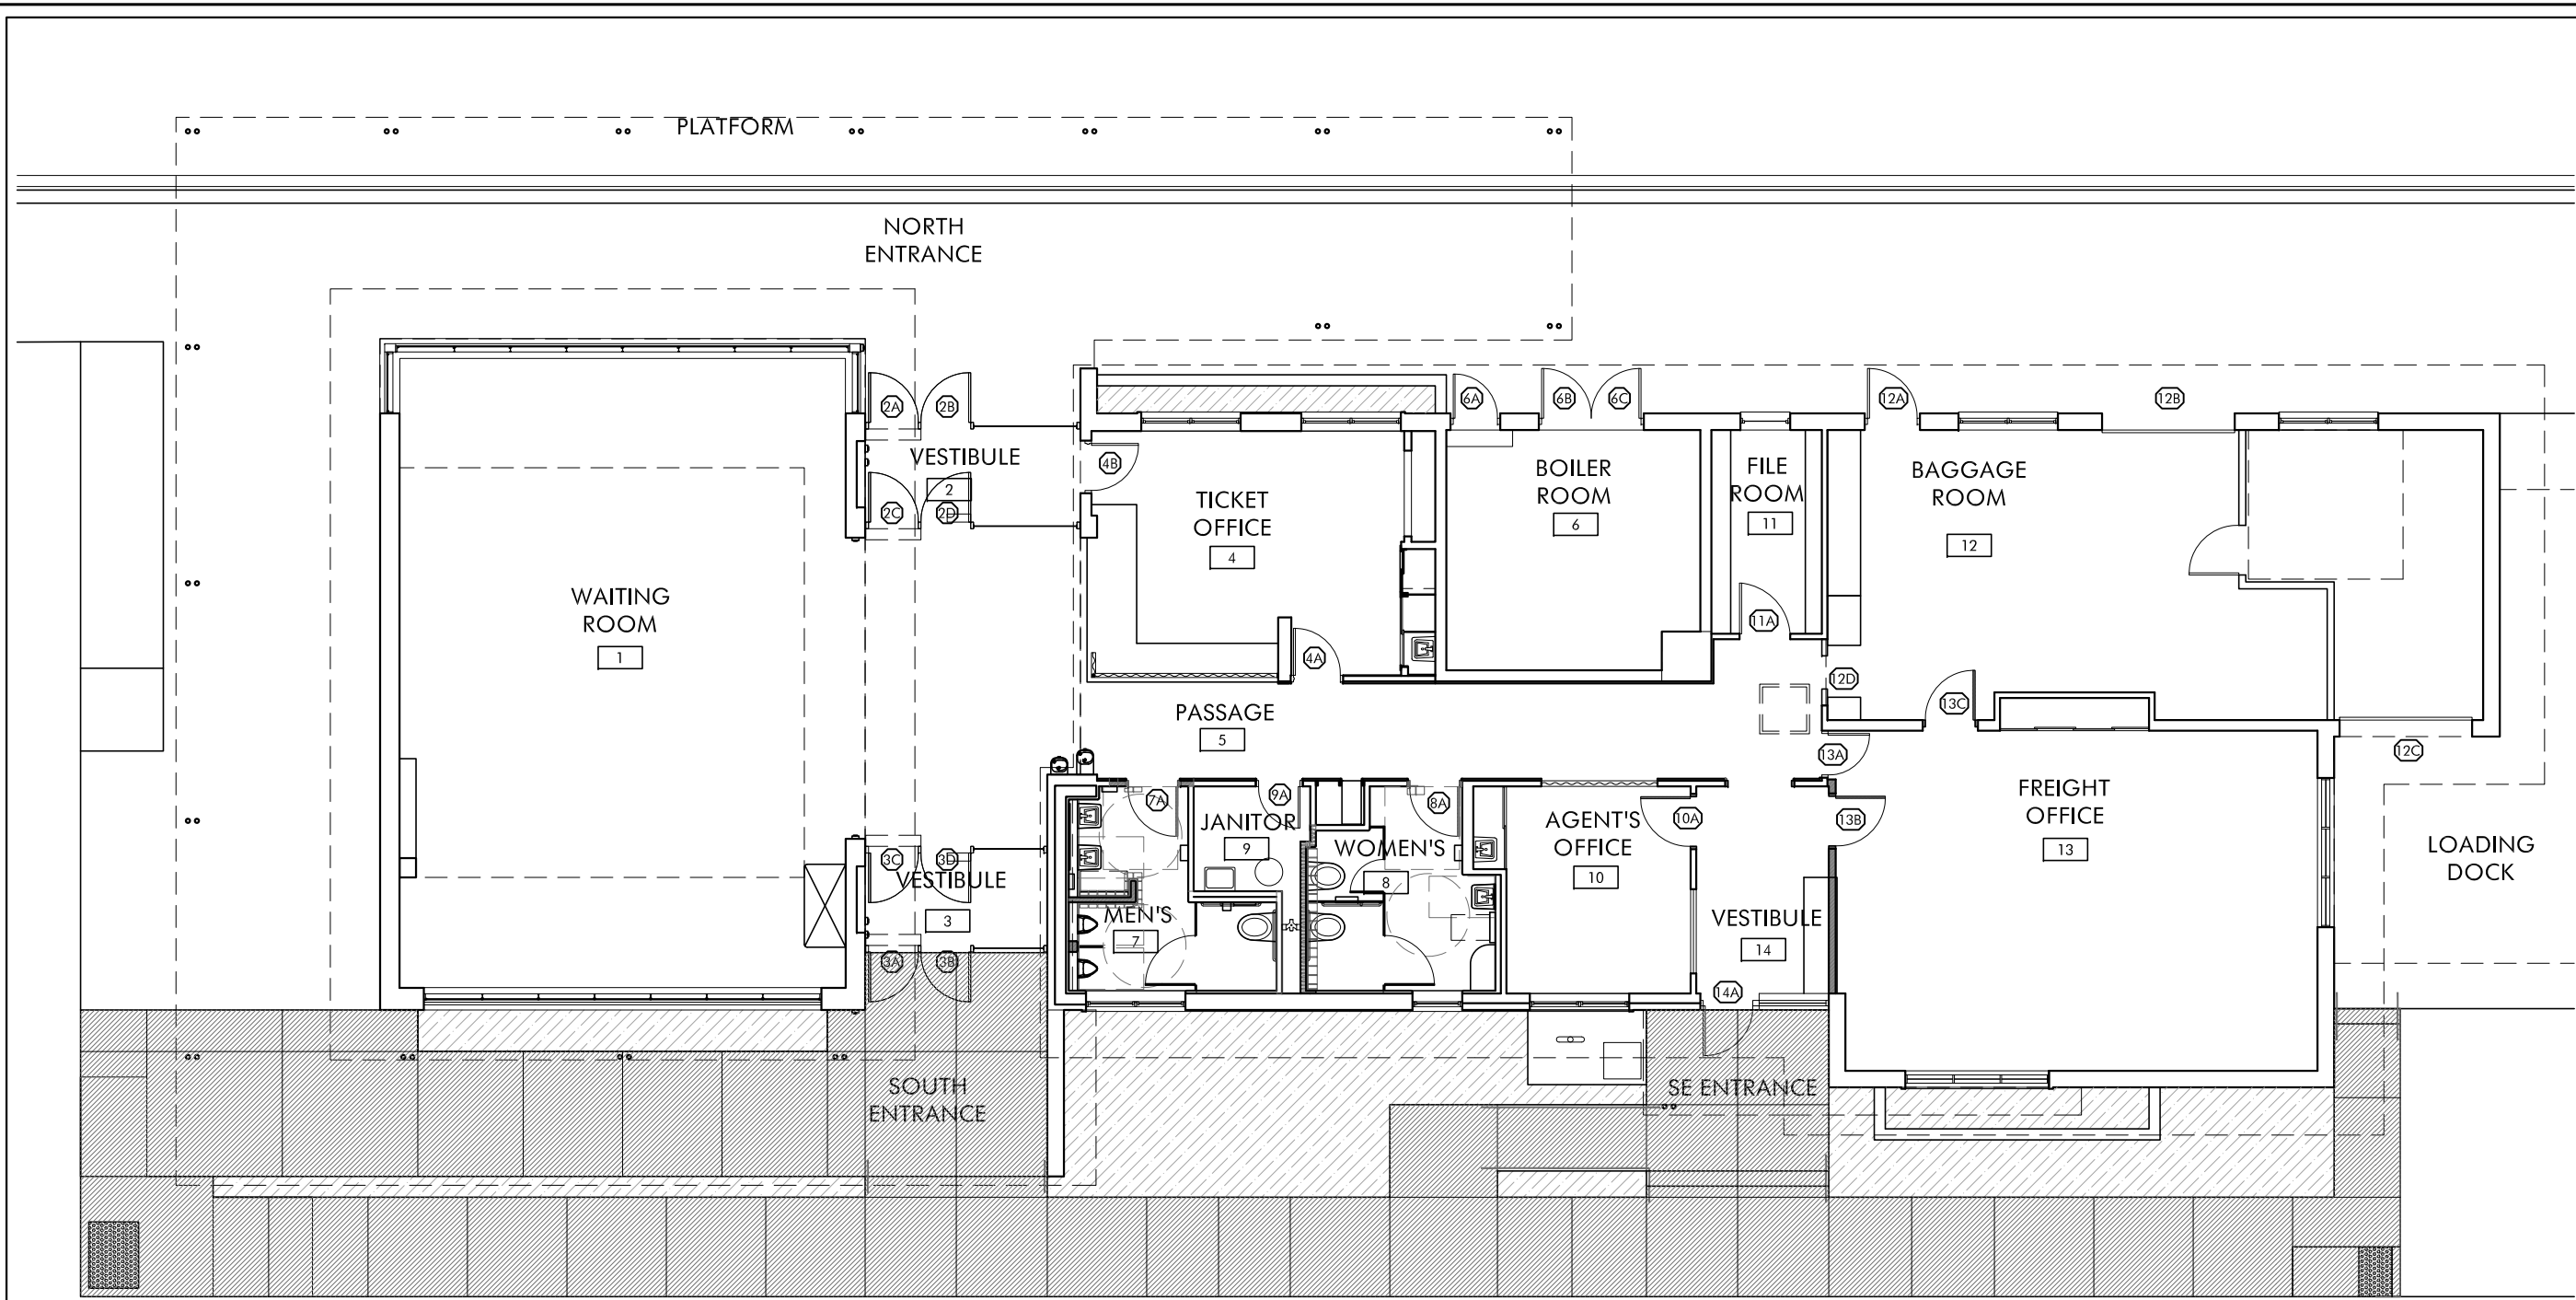 PLATFORM
NORTH
ENTRANCE
2A
2B
6A
6B
6C
12A
12B
VESTIBULE
2
2C
2D
4B
TICKET
OFFICE
4
BOILER
ROOM
6
FILE
ROOM
11
BAGGAGE
ROOM
12
WAITING
ROOM
1
11A
4A
12D
13C
PASSAGE
5
13A
12C
7A
9A
8A
10A
13B
FREIGHT
OFFICE
13
JANITOR
9
WOMEN'S
8
AGENT'S
OFFICE
10
LOADING
DOCK
3C
3D
VESTIBULE
3
MEN'S
7
VESTIBULE
14
3A
3B
14A
SOUTH
ENTRANCE
SE ENTRANCE